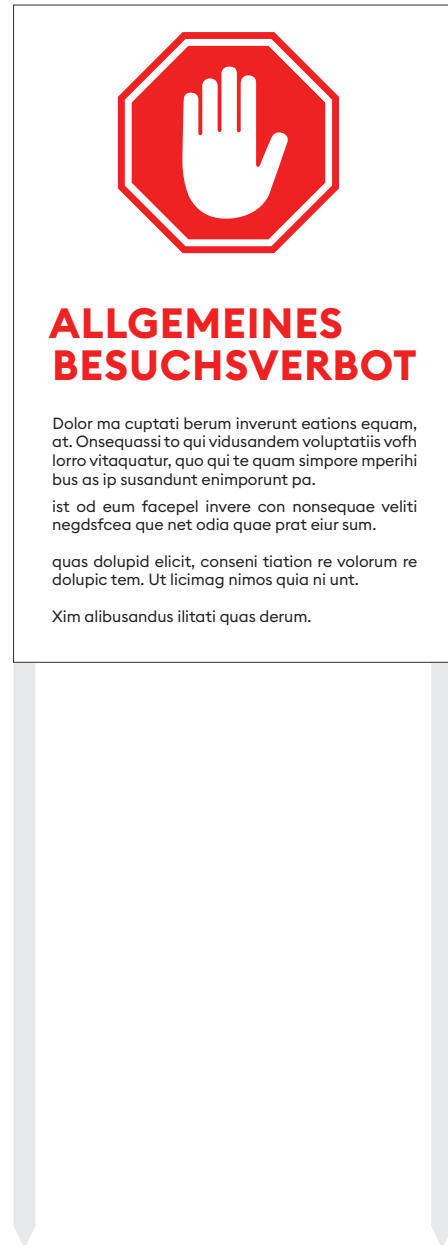 ALLGEMEINES
BESUCHSVERBOT
Dolor ma cuptati berum inverunt eations equam,
at. Onsequassi to qui vidusandem voluptatiis vofh
lorro vitaquatur, quo qui te quam simpore mperihi
bus as ip susandunt enimporunt pa.
ist od eum facepel invere con nonsequae veliti
negdsfcea que net odia quae prat eiur sum.
quas dolupid elicit, conseni tiation re volorum re
dolupic tem. Ut licimag nimos quia ni unt.
Xim alibusandus ilitati quas derum.